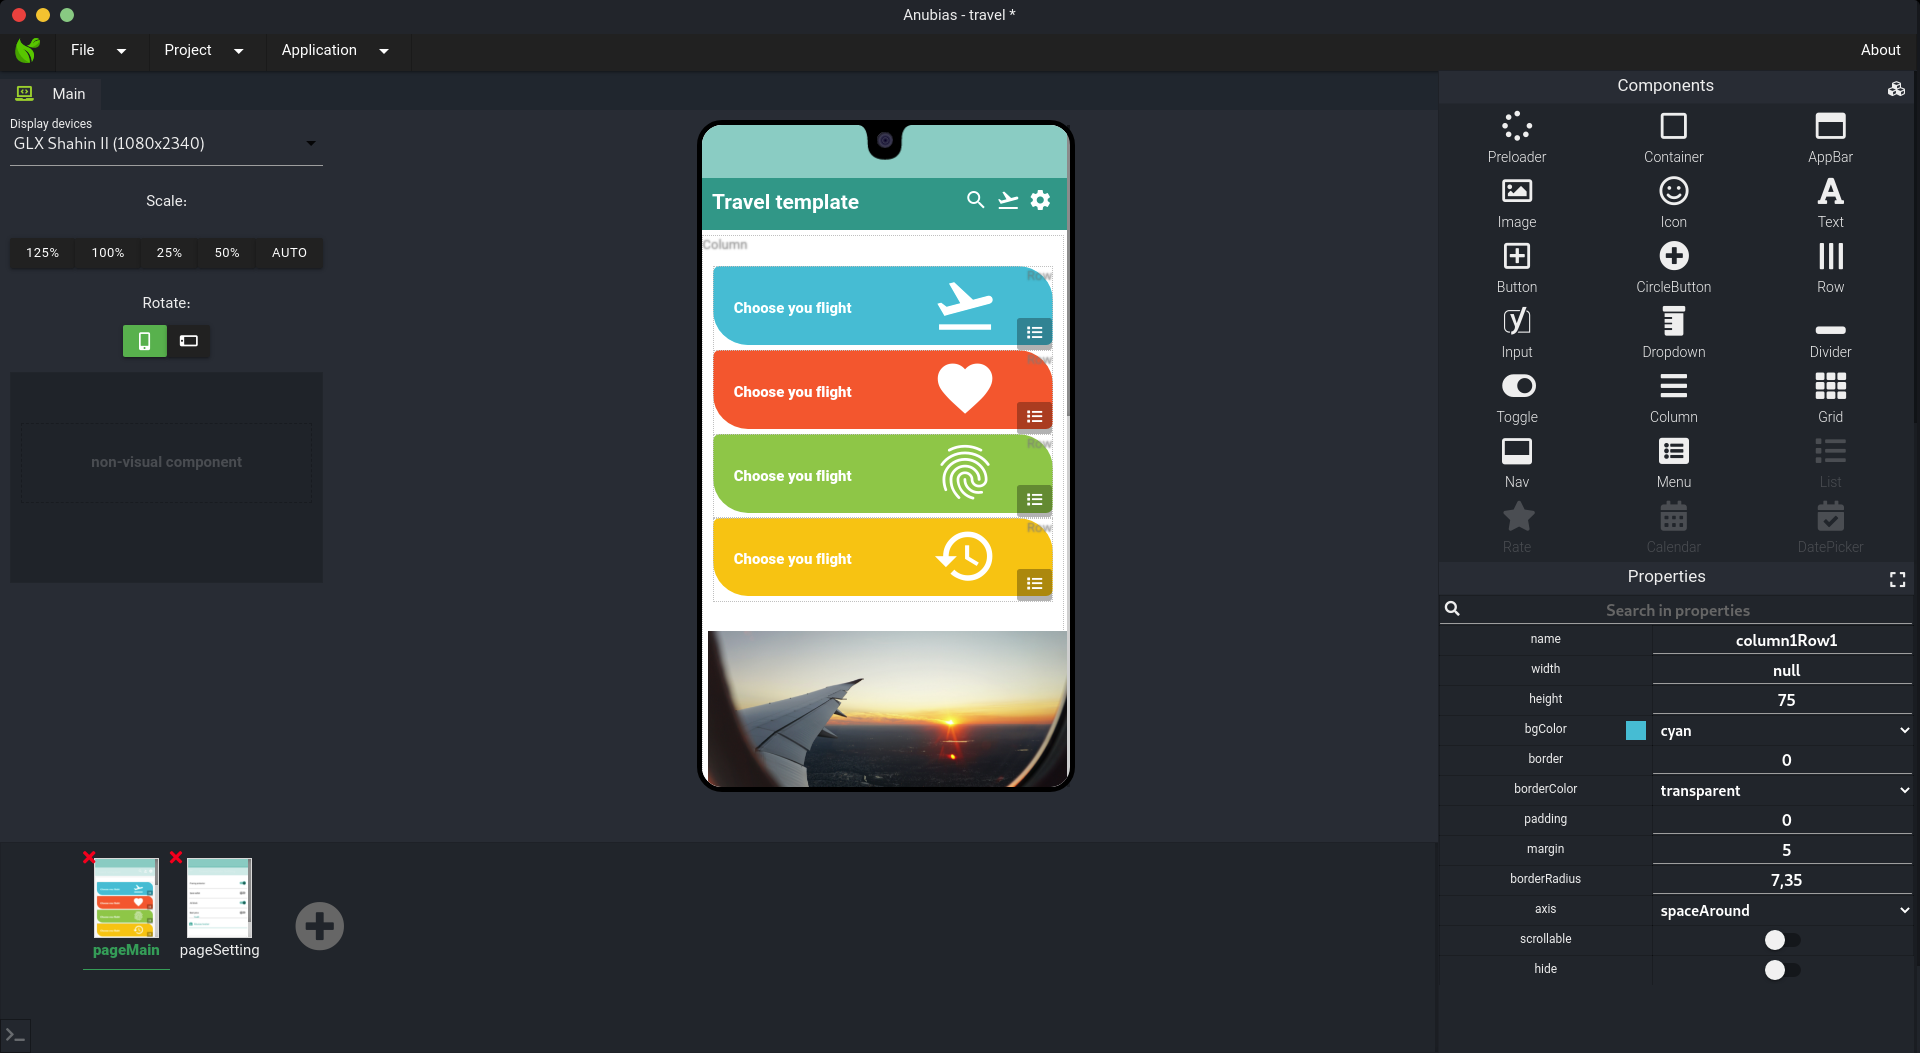 Anubias - travel *
File
Project
Application
About
Main
Display devices
GLX Shahin II (1080x2340)
Scale:
125%
100%
25%
50%
AUTO
Rotate:
non-visual component
Travel template
Column
Row
Choose you flight
Row
Choose you flight
Row
Choose you flight
Row
Choose you flight
pageMain
pageSetting
Components
Preloader
Container
AppBar
Image
Icon
Text
Button
CircleButton
Row
Input
Dropdown
Divider
Toggle
Column
Grid
Nav
Menu
List
Rate
Calendar
DatePicker
Properties
Search in properties
name column1Row1
width null
height 75
bgColor cyan
border 0
borderColor transparent
padding 0
margin 5
borderRadius 7,35
axis spaceAround
scrollable
hide